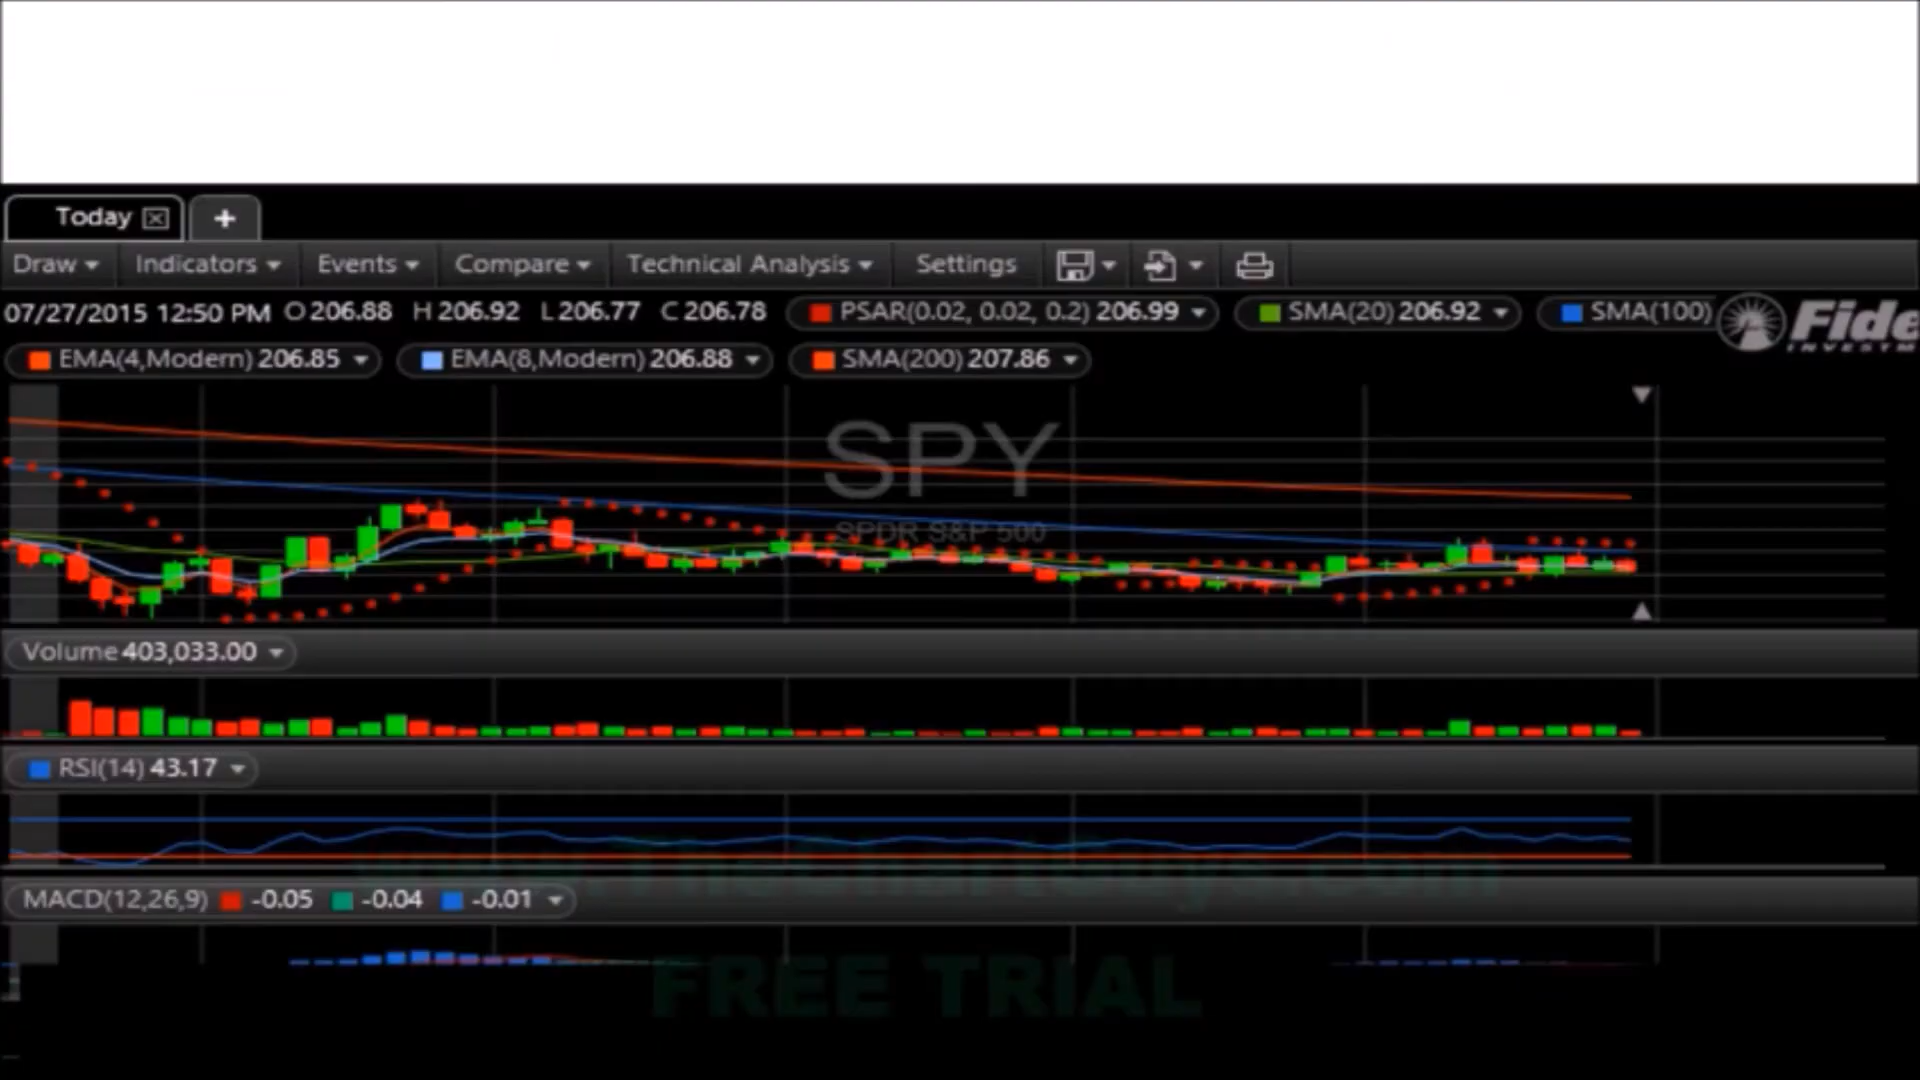 Today
+
Draw Indicators Events Compare Technical Analysis Settings
07/27/2015 12:50 PM O 206.88 H 206.92 L 206.77 C 206.78 PSAR(0.02, 0.02, 0.2) 206.99 SMA(20) 206.92 SMA(100)
Fide
INVESTM
EMA(4,Modern) 206.85 EMA(8,Modern) 206.88 SMA(200) 207.86
SPY
SPDR S&P 500
Volume 403,033.00
RSI(14) 43.17
MACD(12,26,9) -0.05 -0.04 -0.01
FREE TRIAL